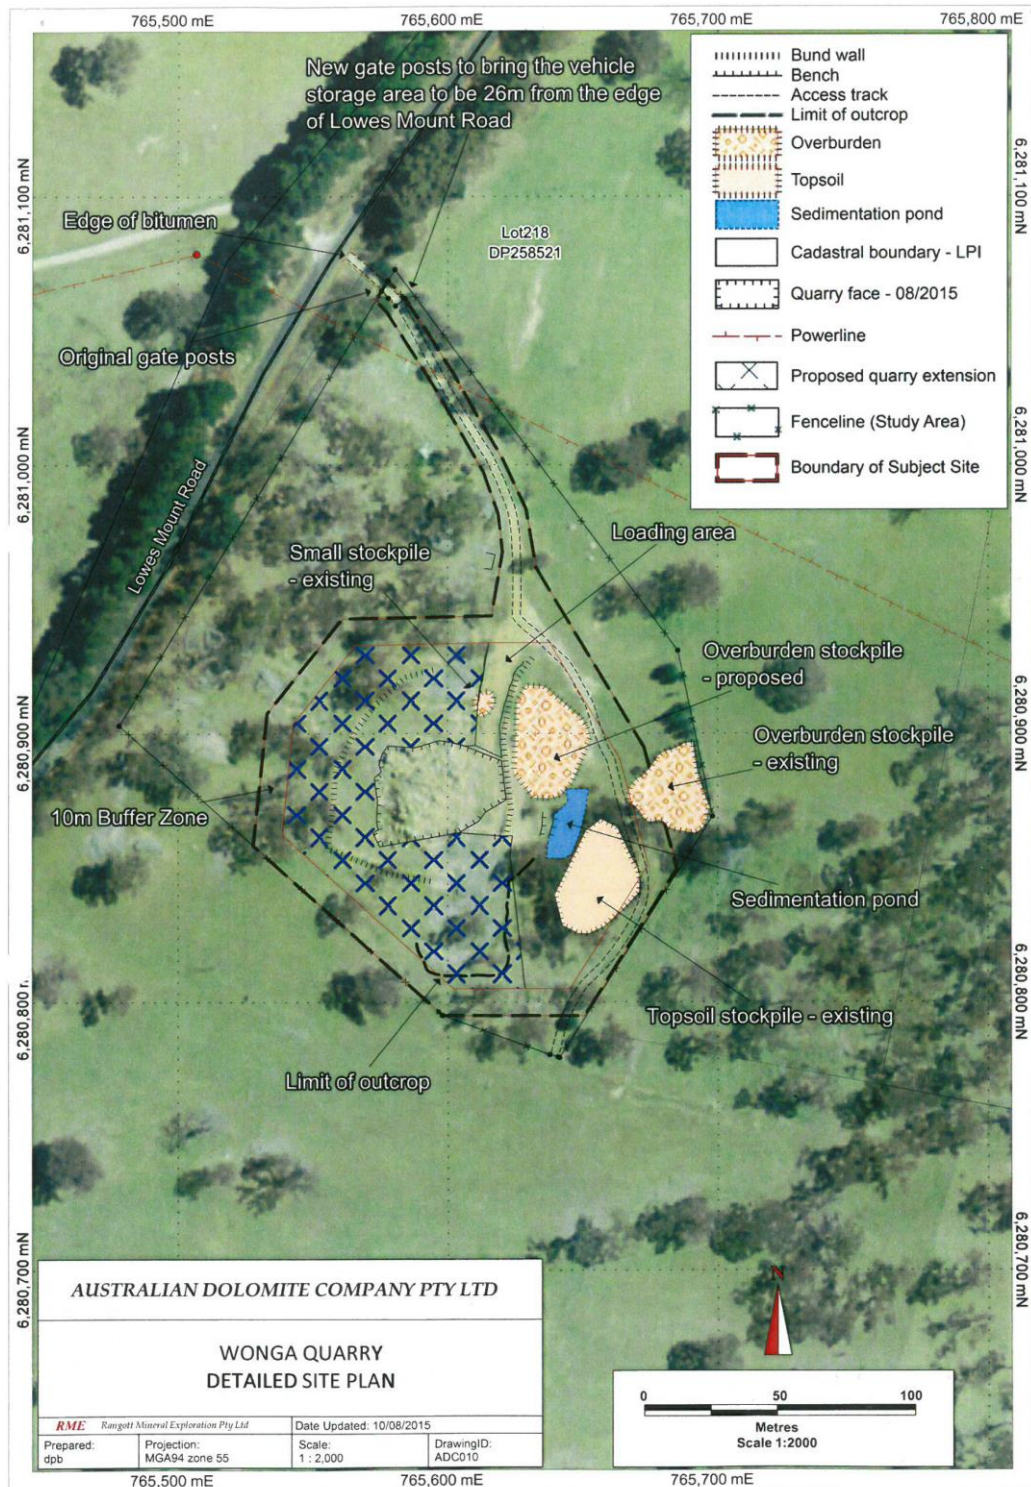 765,500 mE
765,600 mE
765,700 mE
765,800 mE
New gate posts to bring the vehicle
storage area to be 26m from the edge
of Lowes Mount Road
Bund wall
Bench
Access track
Limit of outcrop
Overburden
Topsoil
Sedimentation pond
Cadastral boundary - LPI
Quarry face - 08/2015
Powerline
Proposed quarry extension
Fenceline (Study Area)
Boundary of Subject Site
6,281,100 mN
6,281,100 mN
Edge of bitumen
Lot218
DP258521
Original gate posts
6,281,000 mN
6,281,000 mN
Lowes Mount Road
Small stockpile
- existing
Loading area
Overburden stockpile
- proposed
6,280,900 mN
6,280,900 mN
Overburden stockpile
- existing
10m Buffer Zone
Sedimentation pond
6,280,800 r.
6,280,800 mN
Topsoil stockpile - existing
Limit of outcrop
6,280,700 mN
6,280,700 mN
N
AUSTRALIAN DOLOMITE COMPANY PTY LTD
WONGA QUARRY
DETAILED SITE PLAN
RME Rangott Mineral Exploration Pty Ltd
Date Updated: 10/08/2015
Prepared:
dpb
Projection:
MGA94 zone 55
Scale:
1 : 2,000
DrawingID:
ADC010
0 50 100
Metres
Scale 1:2000
765,500 mE
765,600 mE
765,700 mE